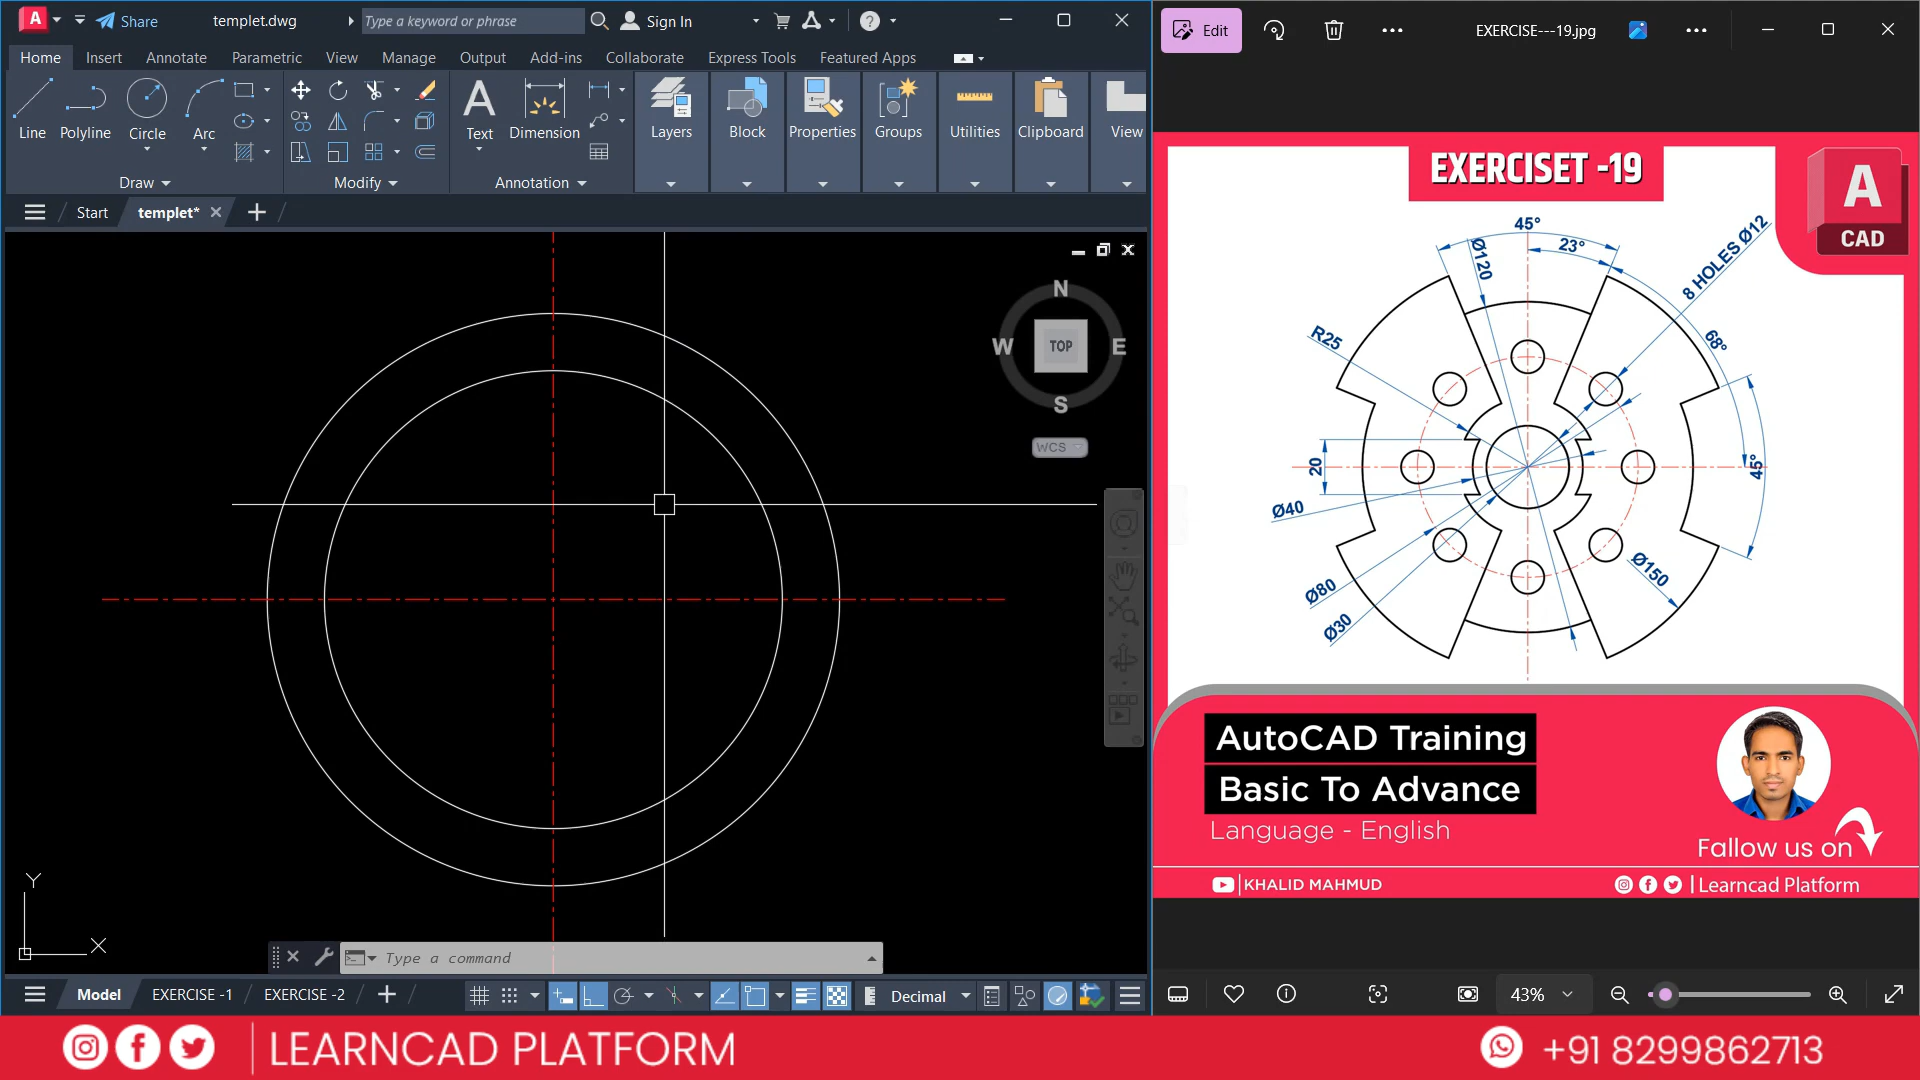 A
Share
templet.dwg
Type a keyword or phrase
Sign In
?
Home
Insert
Annotate
Parametric
View
Manage
Output
Add-ins
Collaborate
Express Tools
Featured Apps
Line
Polyline
Circle
Arc
Draw
Modify
A
Text
Dimension
Annotation
Layers
Block
Properties
Groups
Utilities
Clipboard
View
Start
templet*
N
W
TOP
E
S
WCS
Y
X
Type a command
Model
EXERCISE -1
EXERCISE -2
Decimal
Edit
EXERCISE---19.jpg
EXERCISET -19
A
CAD
45°
23°
Ø120
8 HOLES Ø12
R25
68°
20
45°
Ø40
Ø80
Ø30
Ø150
AutoCAD Training
Basic To Advance
Language - English
Fallow us on
KHALID MAHMUD
Learncad Platform
43%
LEARNCAD PLATFORM
+91 8299862713